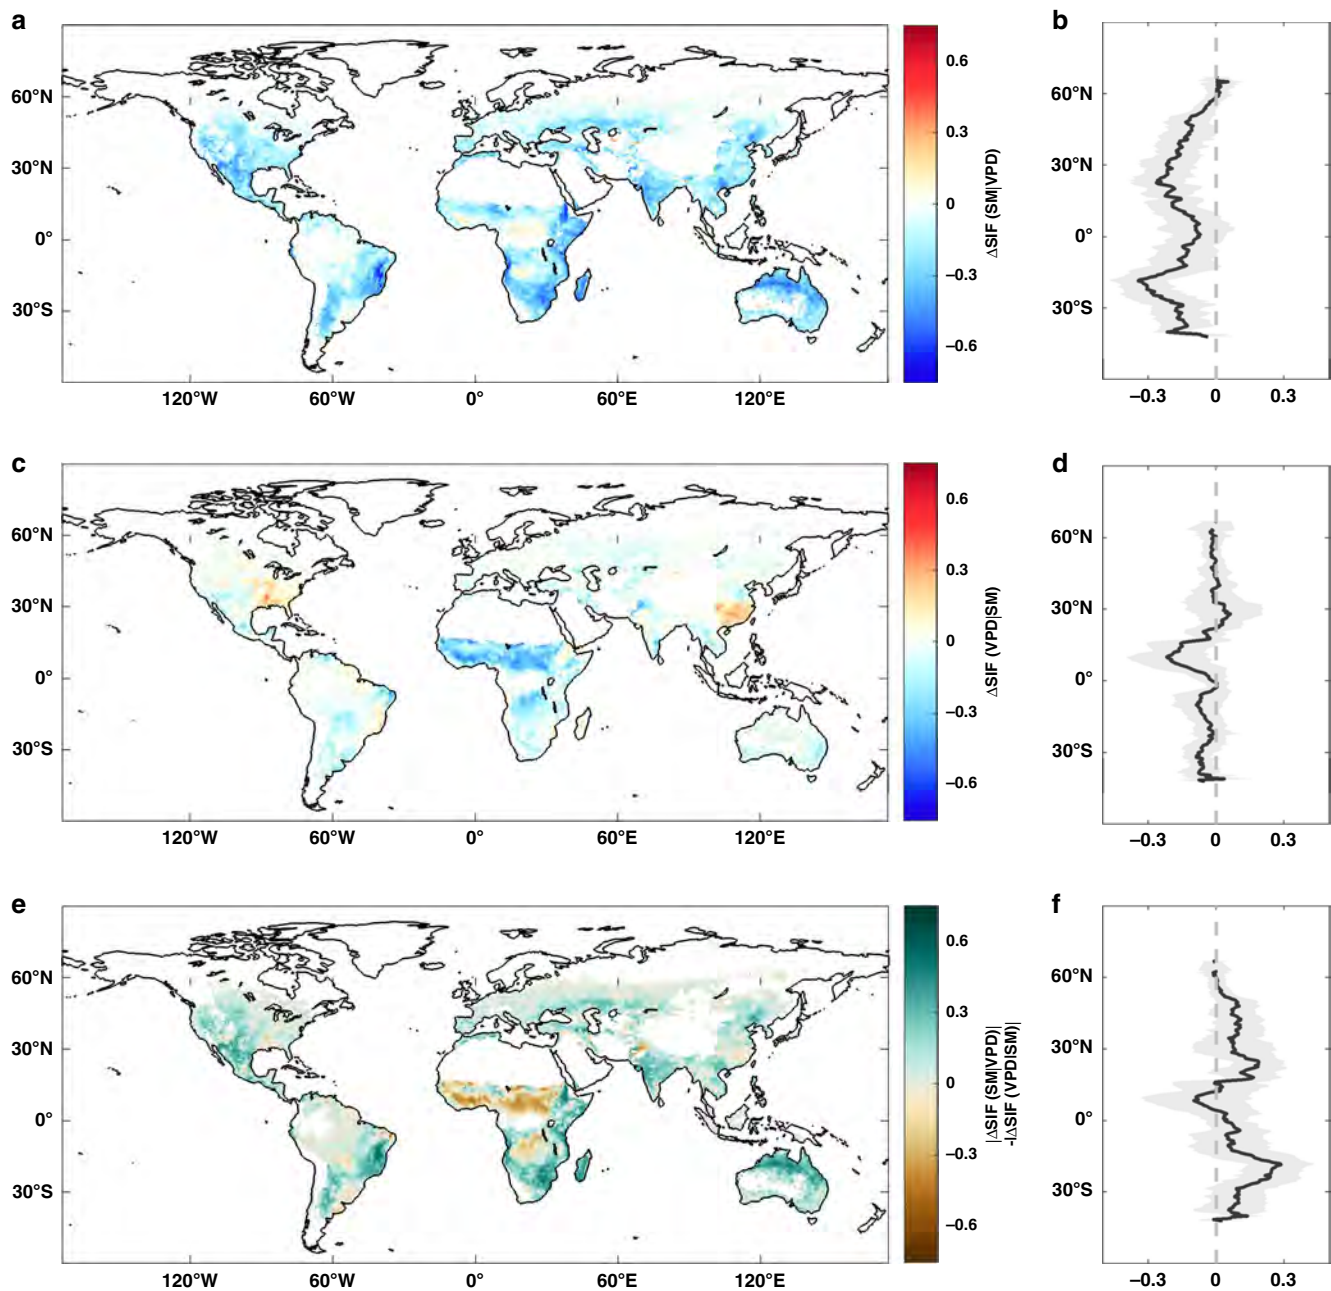 a
60°N
30°N
0°
30°S
120°W 60°W 0° 60°E 120°E
0.6
0.3
0
–0.3
–0.6
ΔSIF (SM|VPD)
b
60°N
30°N
0°
30°S
–0.3 0 0.3
c
60°N
30°N
0°
30°S
120°W 60°W 0° 60°E 120°E
0.6
0.3
0
–0.3
–0.6
ΔSIF (VPD|SM)
d
60°N
30°N
0°
30°S
–0.3 0 0.3
e
60°N
30°N
0°
30°S
120°W 60°W 0° 60°E 120°E
0.6
0.3
0
–0.3
–0.6
|ΔSIF (SM|VPD)|
-IΔSIF (VPDISM)|
f
60°N
30°N
0°
30°S
–0.3 0 0.3